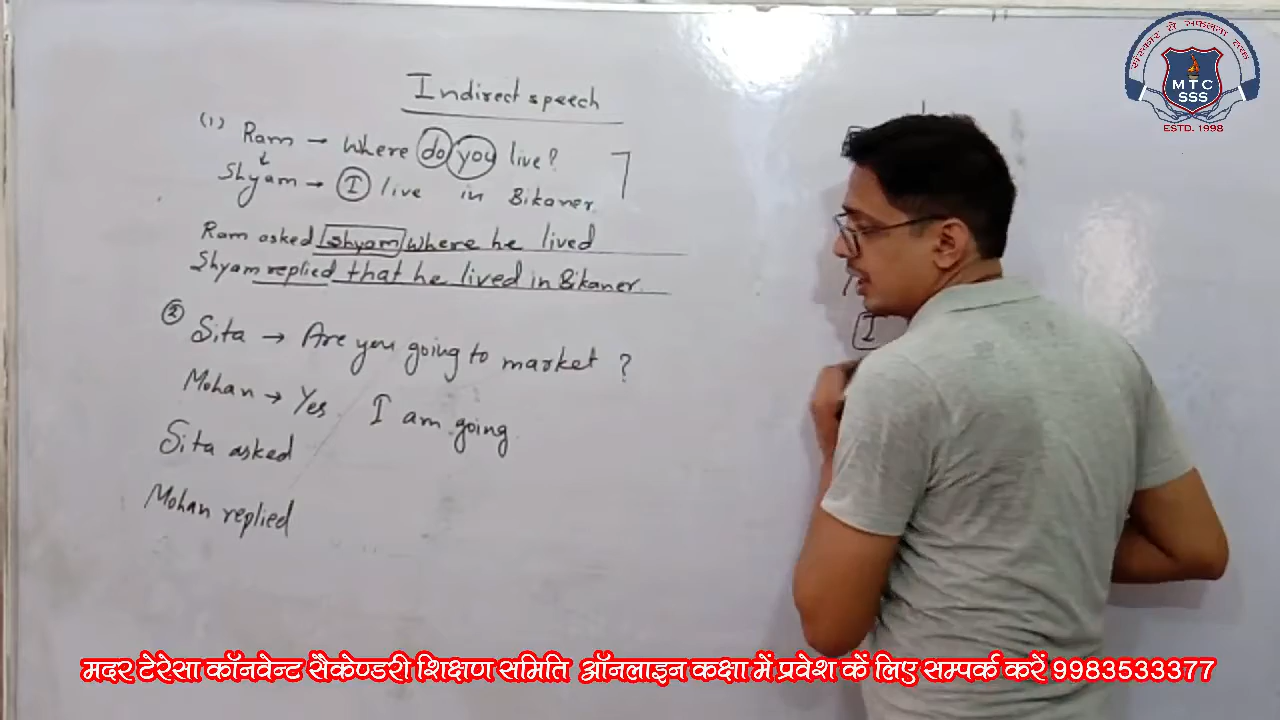 Indirect speech
(1) Ram → Where do you live?
Shyam → I live in Bikaner.
Ram asked shyam where he lived
Shyam replied that he lived in Bikaner.
② Sita → Are you going to market ?
Mohan → Yes I am going
Sita asked
Mohan replied
I
संस्कार से सफलता तक
MTC
SSS
ESTD. 1998
मदर टेरेसा कॉनवेन्ट सैकेण्डरी शिक्षण समिति ऑनलाइन कक्षा में प्रवेश कें लिए सम्पर्क करें 9983533377